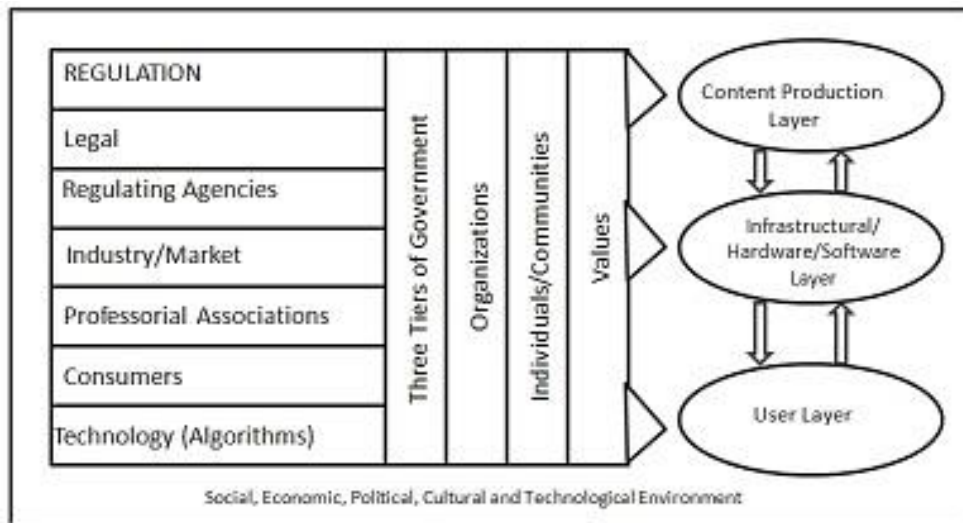 REGULATION
Legal
Regulating Agencies
Industry/Market
Professorial Associations
Consumers
Technology (Algorithms)
Three Tiers of Government
Organizations
Individuals/Communities
Values
Content Production
Layer
Infrastructural/
Hardware/Software
Layer
User Layer
Social, Economic, Political, Cultural and Technological Environment